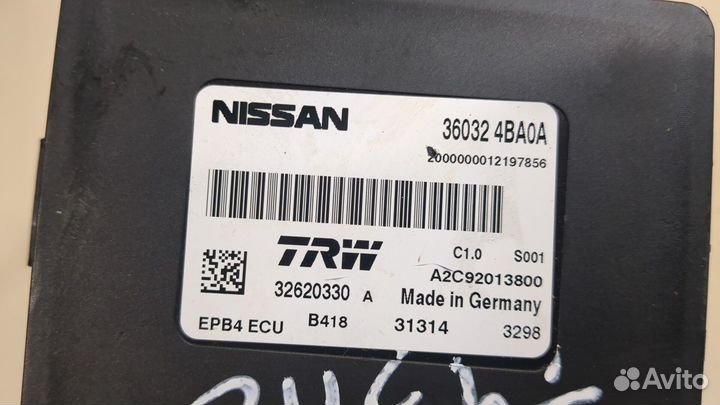 NISSAN
36032 4BA0A
2000000012197856
TRW
C1.0 S001
A2C92013800
32620330 A
Made in Germany
EPB4 ECU B418 31314 3298
Avito